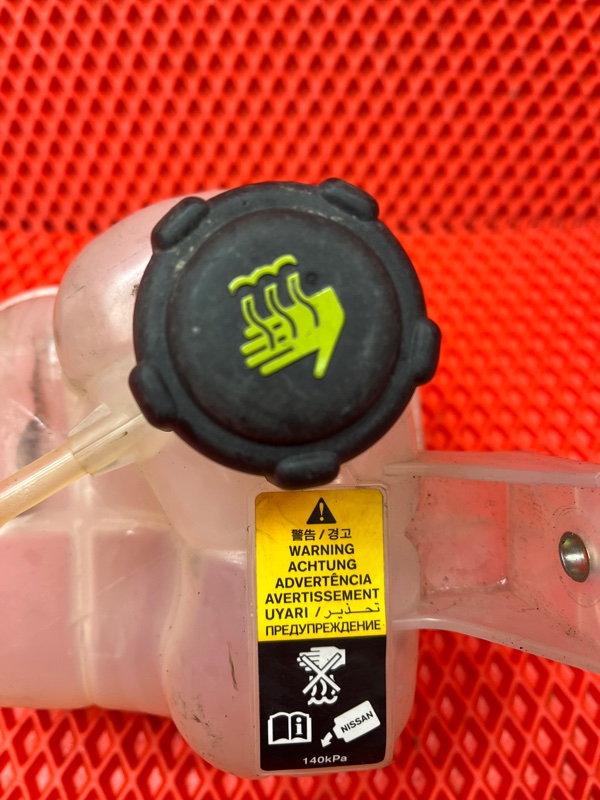 警告 / 경고
WARNING
ACHTUNG
ADVERTÊNCIA
AVERTISSEMENT
UYARI / تحذير
ПРЕДУПРЕЖДЕНИЕ
NISSAN
140kPa